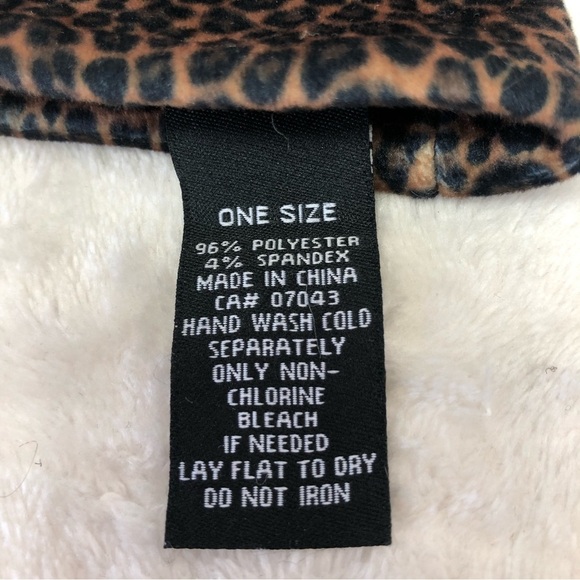 ONE SIZE
96% POLYESTER
4% SPANDEX
MADE IN CHINA
CA# 07043
HAND WASH COLD
SEPARATELY
ONLY NON-
CHLORINE
BLEACH
IF NEEDED
LAY FLAT TO DRY
DO NOT IRON